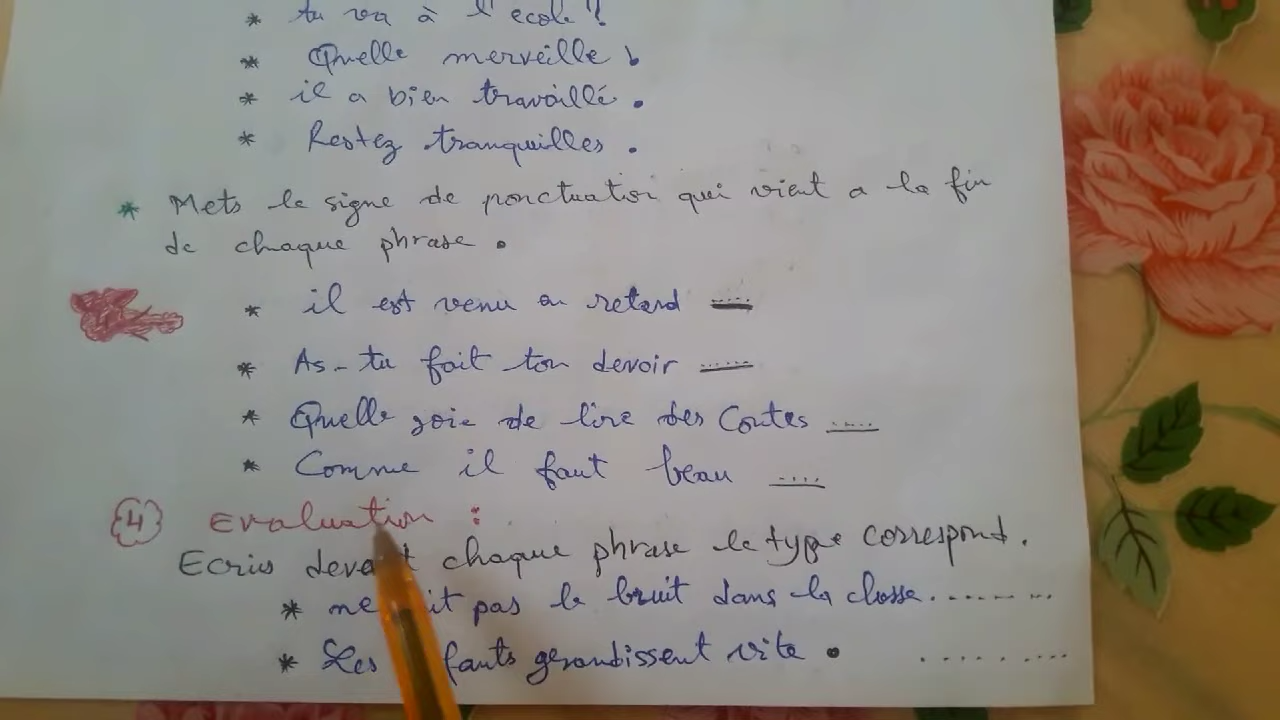 * tu va à l'école ?
* Quelle merveille !
* il a bien travaillé.
* Restez tranquilles.
* Mets le signe de ponctuation qui vient a la fin
de chaque phrase.
* il est venu en retard .....
* As-tu fait ton devoir ......
* Quelle joie de lire des Contes .....
* Comme il faut beau ....
4 Evaluation :
Ecris devant chaque phrase le type correspond.
* pas le bruit dans la classe. ..........
* Les gerandissent vite. .........